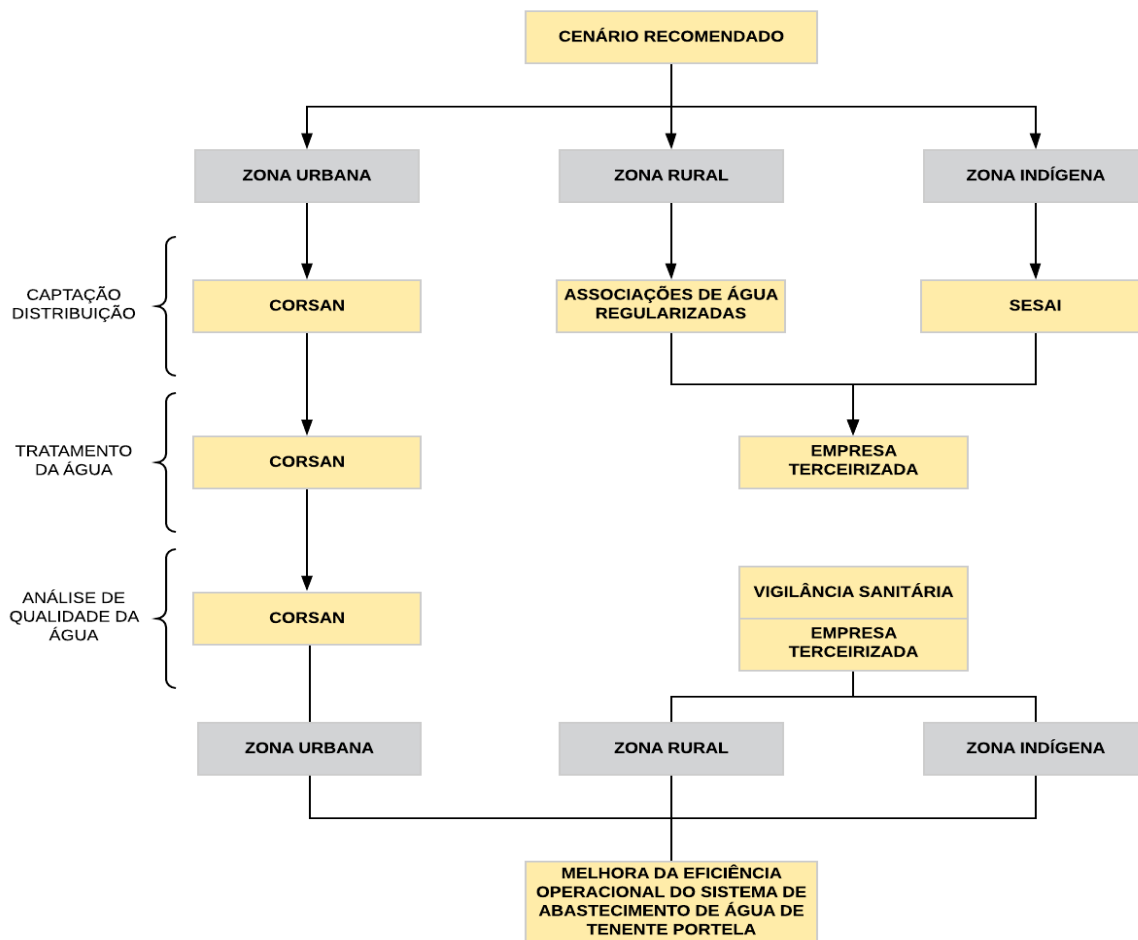 CENÁRIO RECOMENDADO
ZONA URBANA
ZONA RURAL
ZONA INDÍGENA
CAPTAÇÃO
DISTRIBUIÇÃO
CORSAN
ASSOCIAÇÕES DE ÁGUA
REGULARIZADAS
SESAI
TRATAMENTO
DA ÁGUA
CORSAN
EMPRESA
TERCEIRIZADA
ANÁLISE DE
QUALIDADE DA
ÁGUA
CORSAN
VIGILÂNCIA SANITÁRIA
EMPRESA
TERCEIRIZADA
ZONA URBANA
ZONA RURAL
ZONA INDÍGENA
MELHORA DA EFICIÊNCIA
OPERACIONAL DO SISTEMA DE
ABASTECIMENTO DE ÁGUA DE
TENENTE PORTELA